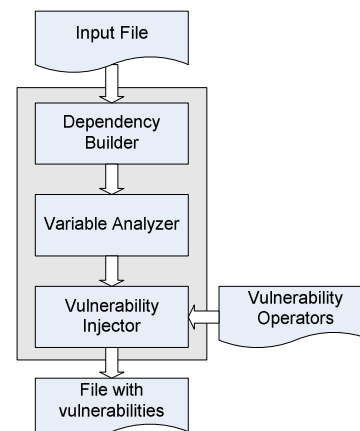 Input File
Dependency
Builder
Variable Analyzer
Vulnerability
Injector
Vulnerability
Operators
File with
vulnerabilities